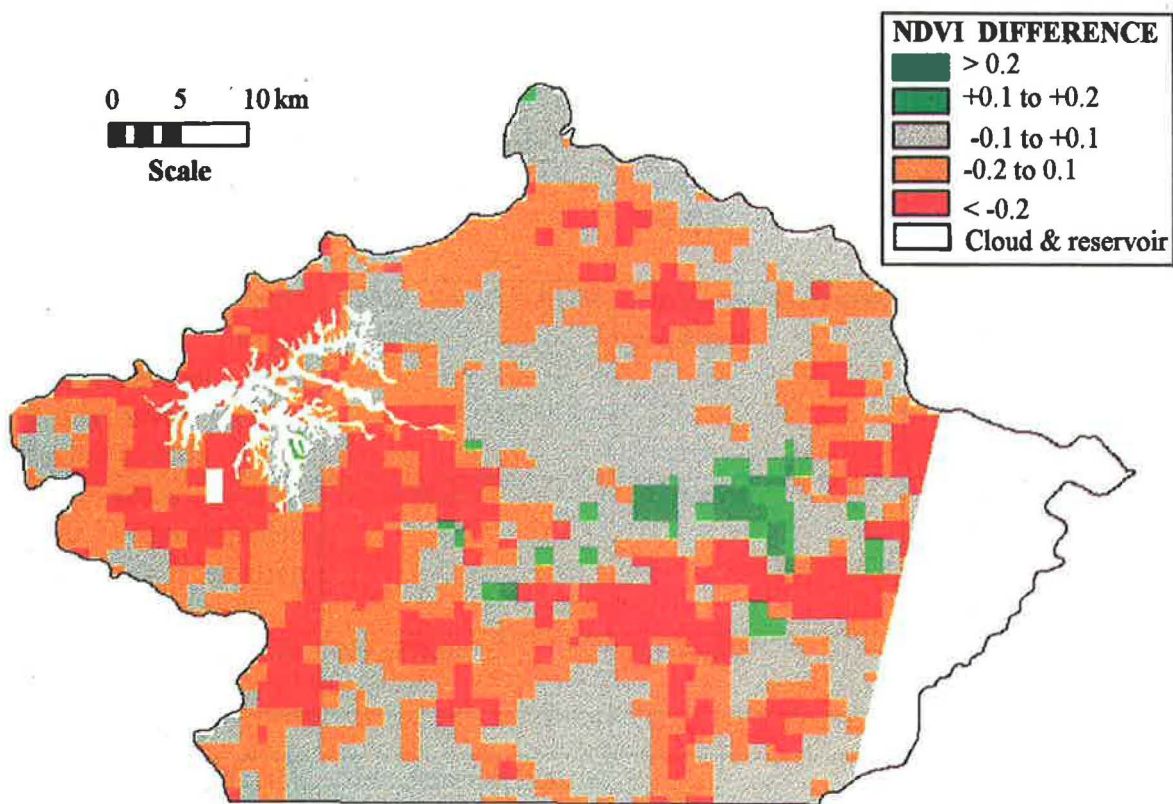 NDVI DIFFERENCE
> 0.2
+0.1 to +0.2
-0.1 to +0.1
-0.2 to 0.1
< -0.2
Cloud & reservoir
0 5 10 km
Scale